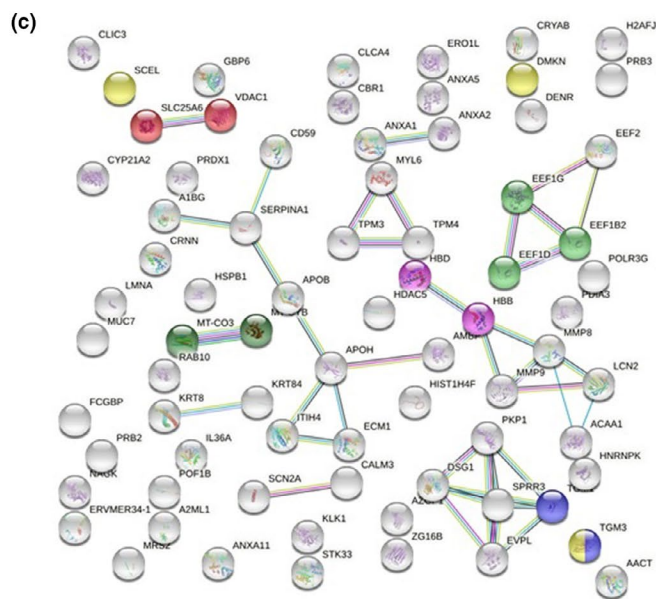 (c)
CLIC3
SCEL
GBP6
SLC25A6
VDAC1
CLCA4
CBR1
ERO1L
ANXA5
CRYAB
DMKN
DENR
H2AFJ
PRB3
CD59
ANXA1
ANXA2
MYL6
EEF2
CYP21A2
PRDX1
A1BG
SERPINA1
EEF1G
EEF1B2
EEF1D
CRNN
TPM3
TPM4
HBD
POLR3G
LMNA
HSPB1
APOB
HDAC5
HBB
PDIA3
MUC7
MT-CO3
RAB10
MMP8
MMP9
LCN2
APOH
KRT8
KRT84
HIST1H4F
FCGBP
ITIH4
ECM1
PKP1
ACAA1
PRB2
IL36A
HNRNPK
NAGK
POF1B
SCN2A
CALM3
DSG1
SPRR3
ERVMER34-1
A2ML1
KLK1
ZG16B
EVPL
TGM3
ANXA11
STK33
AACT